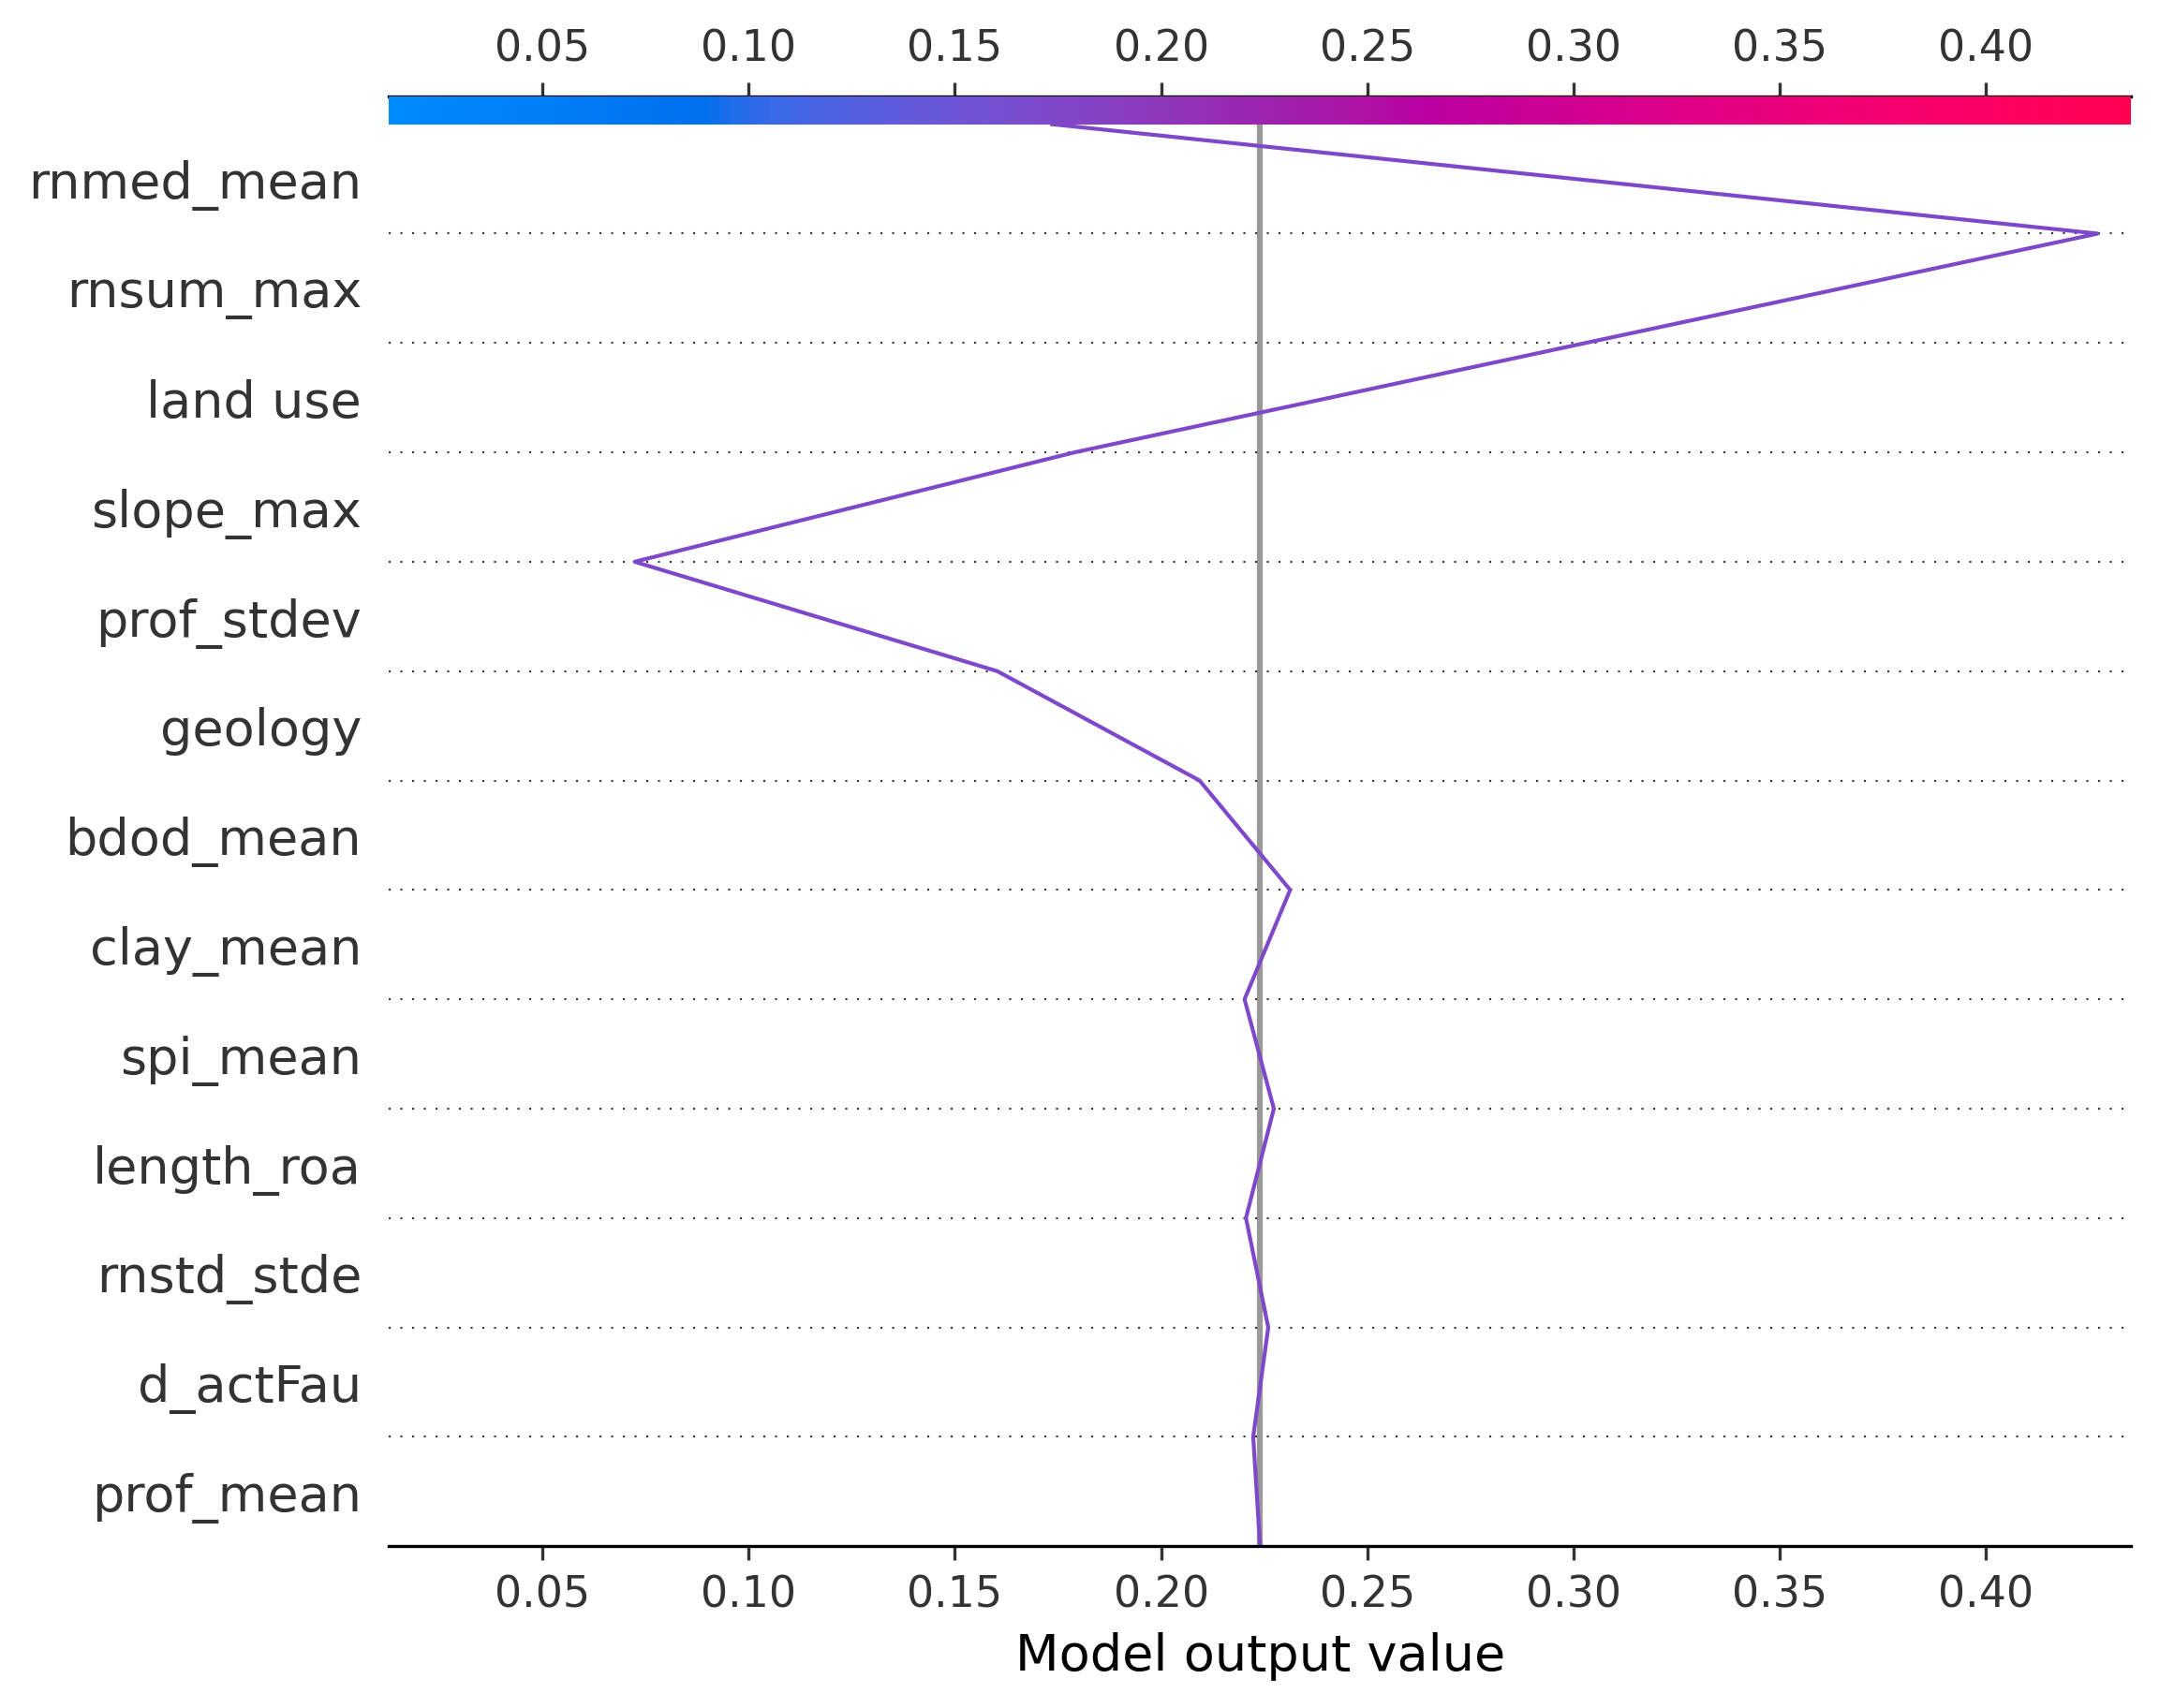 0.05 0.10 0.15 0.20 0.25 0.30 0.35 0.40
rnmed_mean
rnsum_max
land use
slope_max
prof_stdev
geology
bdod_mean
clay_mean
spi_mean
length_roa
rnstd_stde
d_actFau
prof_mean
0.05 0.10 0.15 0.20 0.25 0.30 0.35 0.40
Model output value